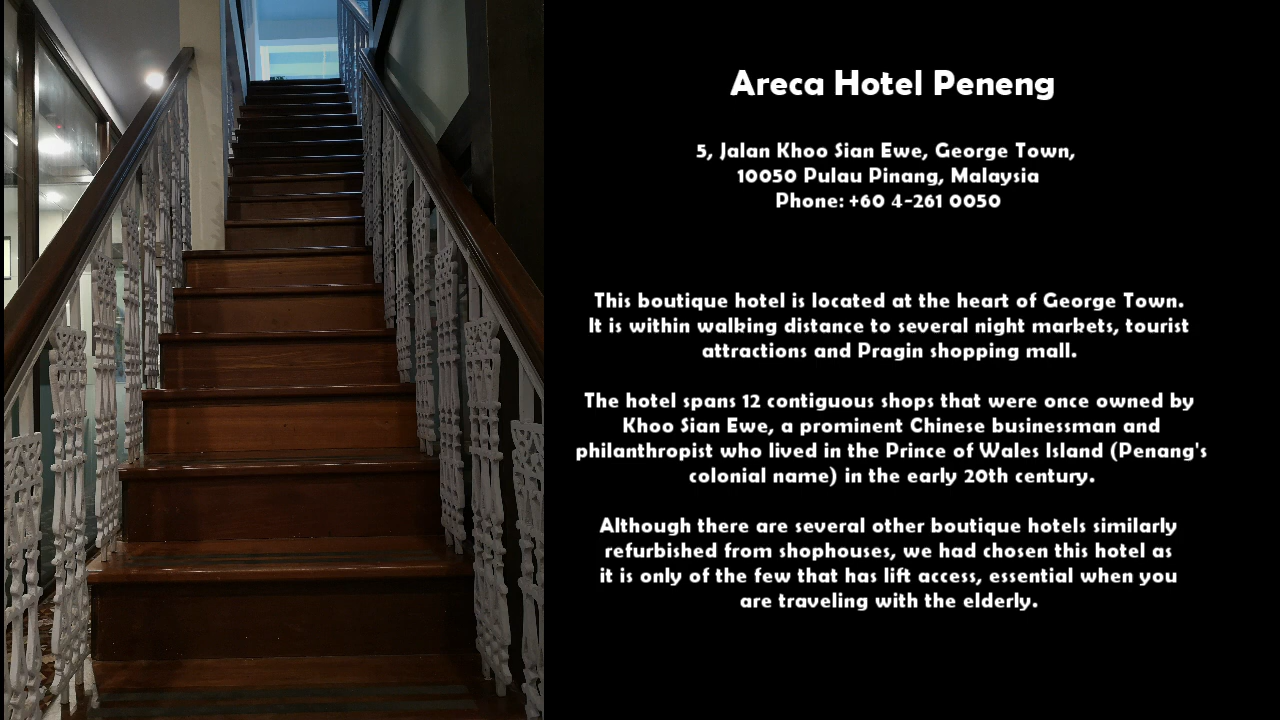 Areca Hotel Peneng
5, Jalan Khoo Sian Ewe, George Town,
10050 Pulau Pinang, Malaysia
Phone: +60 4-261 0050
This boutique hotel is located at the heart of George Town.
It is within walking distance to several night markets, tourist
attractions and Pragin shopping mall.
The hotel spans 12 contiguous shops that were once owned by
Khoo Sian Ewe, a prominent Chinese businessman and
philanthropist who lived in the Prince of Wales Island (Penang's
colonial name) in the early 20th century.
Although there are several other boutique hotels similarly
refurbished from shophouses, we had chosen this hotel as
it is only of the few that has lift access, essential when you
are traveling with the elderly.